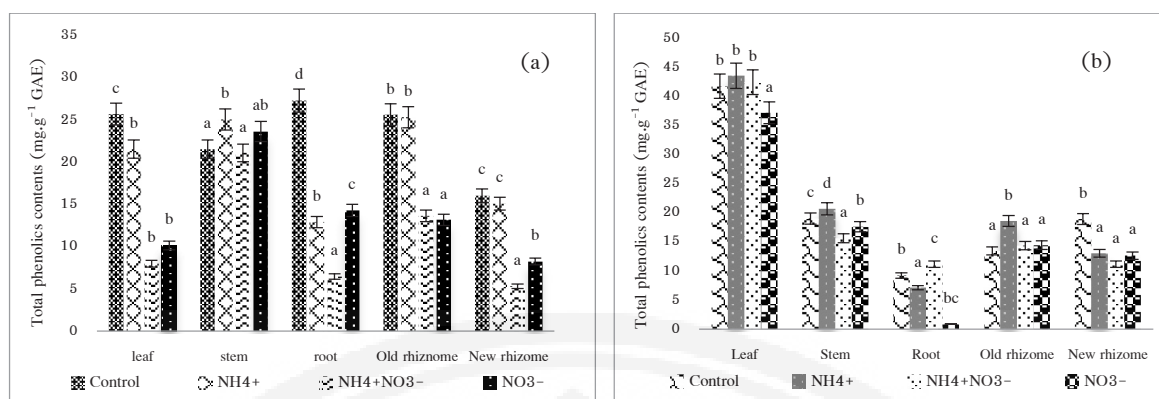 (a)
Total phenolics contents (mg.g⁻¹ GAE)
35
30
25
20
15
10
5
0
c b b b
a b a ab
d b a c
b b a a
c c a b
leaf stem root Old rhiznome New rhizome
Control NH4+ NH4+NO3− NO3−
(b)
Total phenolics contents (mg.g⁻¹ GAE)
50
45
40
35
30
25
20
15
10
5
0
b b b a
c d a b
b a c bc
a b a a
b a a a
Leaf Stem Root Old rhizome New rhizome
Control NH4+ NH4+NO3− NO3−